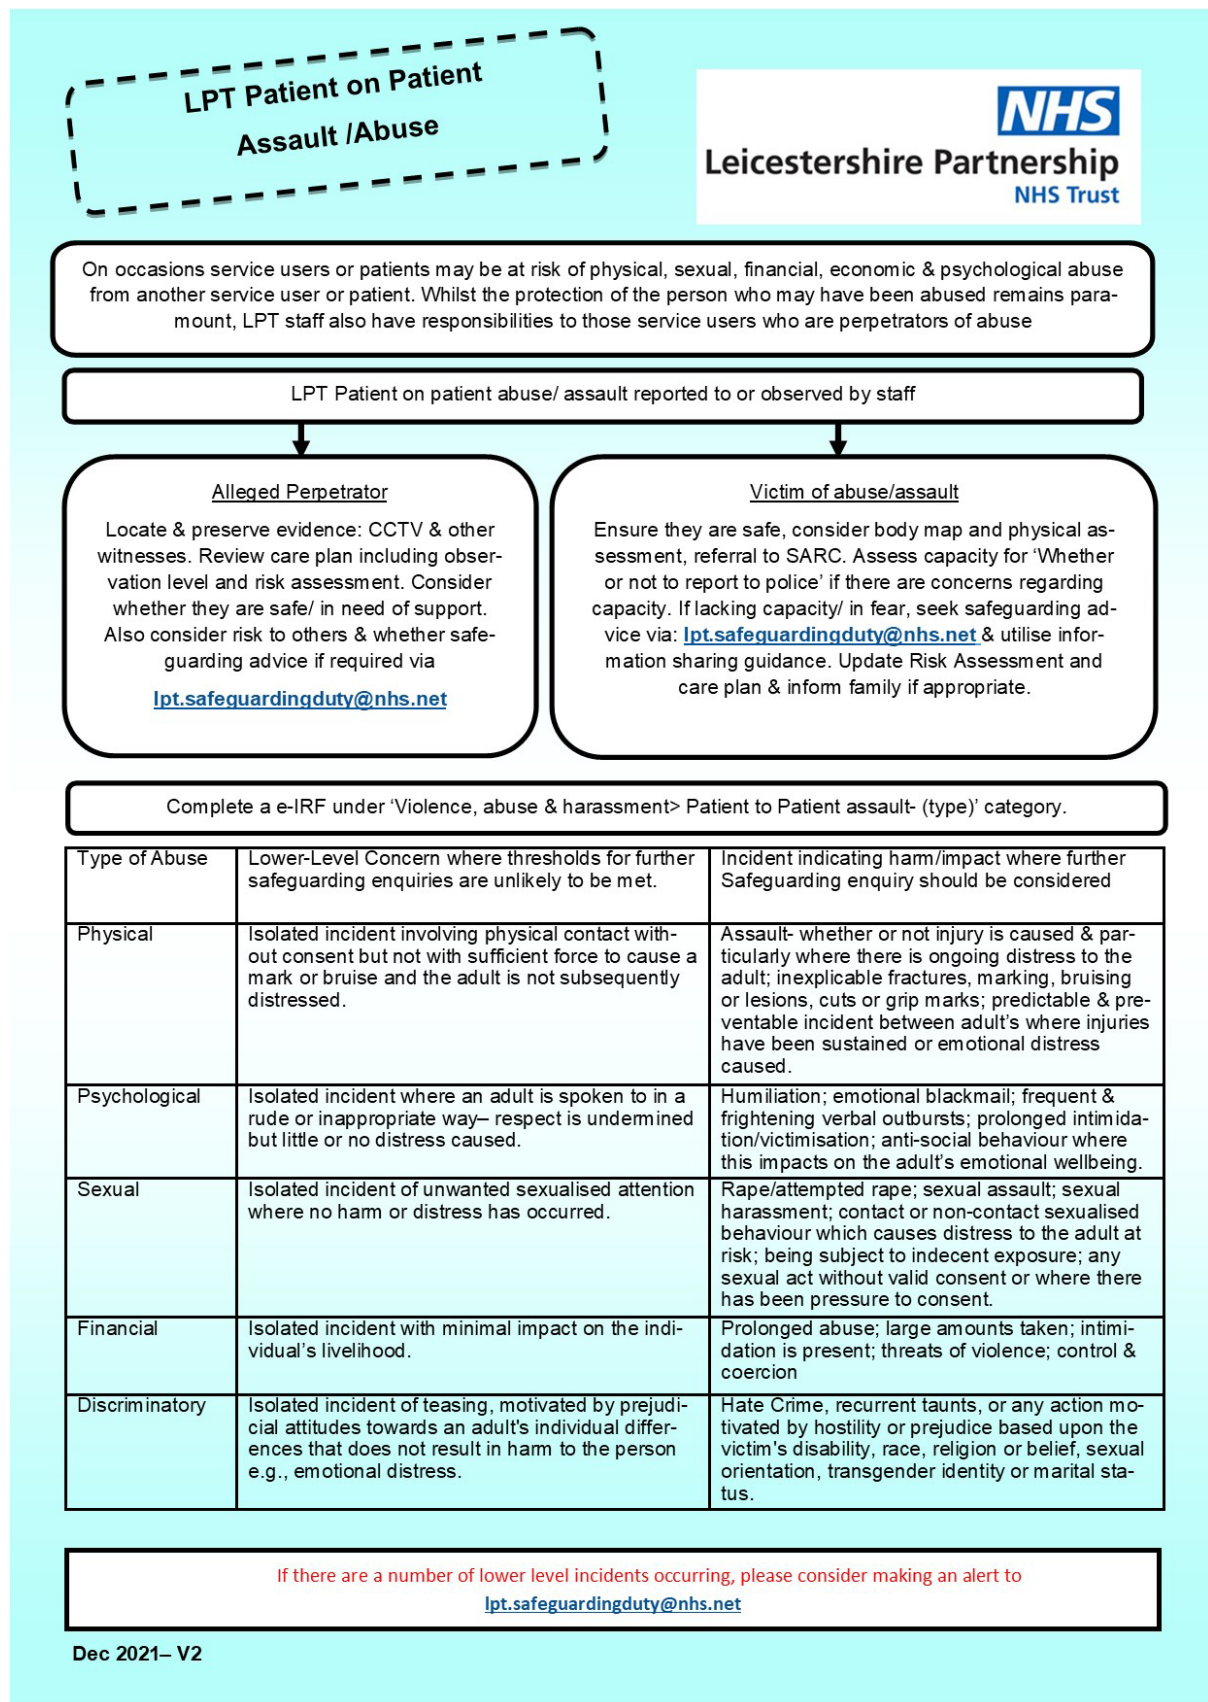 LPT Patient on Patient
Assault /Abuse
NHS
Leicestershire Partnership
NHS Trust
On occasions service users or patients may be at risk of physical, sexual, financial, economic & psychological abuse
from another service user or patient. Whilst the protection of the person who may have been abused remains para-
mount, LPT staff also have responsibilities to those service users who are perpetrators of abuse
LPT Patient on patient abuse/ assault reported to or observed by staff
Alleged Perpetrator
Locate & preserve evidence: CCTV & other
witnesses. Review care plan including obser-
vation level and risk assessment. Consider
whether they are safe/ in need of support.
Also consider risk to others & whether safe-
guarding advice if required via
lpt.safeguardingduty@nhs.net
Victim of abuse/assault
Ensure they are safe, consider body map and physical as-
sessment, referral to SARC. Assess capacity for ‘Whether
or not to report to police’ if there are concerns regarding
capacity. If lacking capacity/ in fear, seek safeguarding ad-
vice via: lpt.safeguardingduty@nhs.net & utilise infor-
mation sharing guidance. Update Risk Assessment and
care plan & inform family if appropriate.
Complete a e-IRF under ‘Violence, abuse & harassment> Patient to Patient assault- (type)’ category.
Type of Abuse
Lower-Level Concern where thresholds for further
safeguarding enquiries are unlikely to be met.
Incident indicating harm/impact where further
Safeguarding enquiry should be considered
Physical
Isolated incident involving physical contact with-
out consent but not with sufficient force to cause a
mark or bruise and the adult is not subsequently
distressed.
Assault- whether or not injury is caused & par-
ticularly where there is ongoing distress to the
adult; inexplicable fractures, marking, bruising
or lesions, cuts or grip marks; predictable & pre-
ventable incident between adult’s where injuries
have been sustained or emotional distress
caused.
Psychological
Isolated incident where an adult is spoken to in a
rude or inappropriate way– respect is undermined
but little or no distress caused.
Humiliation; emotional blackmail; frequent &
frightening verbal outbursts; prolonged intimida-
tion/victimisation; anti-social behaviour where
this impacts on the adult’s emotional wellbeing.
Sexual
Isolated incident of unwanted sexualised attention
where no harm or distress has occurred.
Rape/attempted rape; sexual assault; sexual
harassment; contact or non-contact sexualised
behaviour which causes distress to the adult at
risk; being subject to indecent exposure; any
sexual act without valid consent or where there
has been pressure to consent.
Financial
Isolated incident with minimal impact on the indi-
vidual’s livelihood.
Prolonged abuse; large amounts taken; intimi-
dation is present; threats of violence; control &
coercion
Discriminatory
Isolated incident of teasing, motivated by prejudi-
cial attitudes towards an adult's individual differ-
ences that does not result in harm to the person
e.g., emotional distress.
Hate Crime, recurrent taunts, or any action mo-
tivated by hostility or prejudice based upon the
victim's disability, race, religion or belief, sexual
orientation, transgender identity or marital sta-
tus.
If there are a number of lower level incidents occurring, please consider making an alert to
lpt.safeguardingduty@nhs.net
Dec 2021– V2